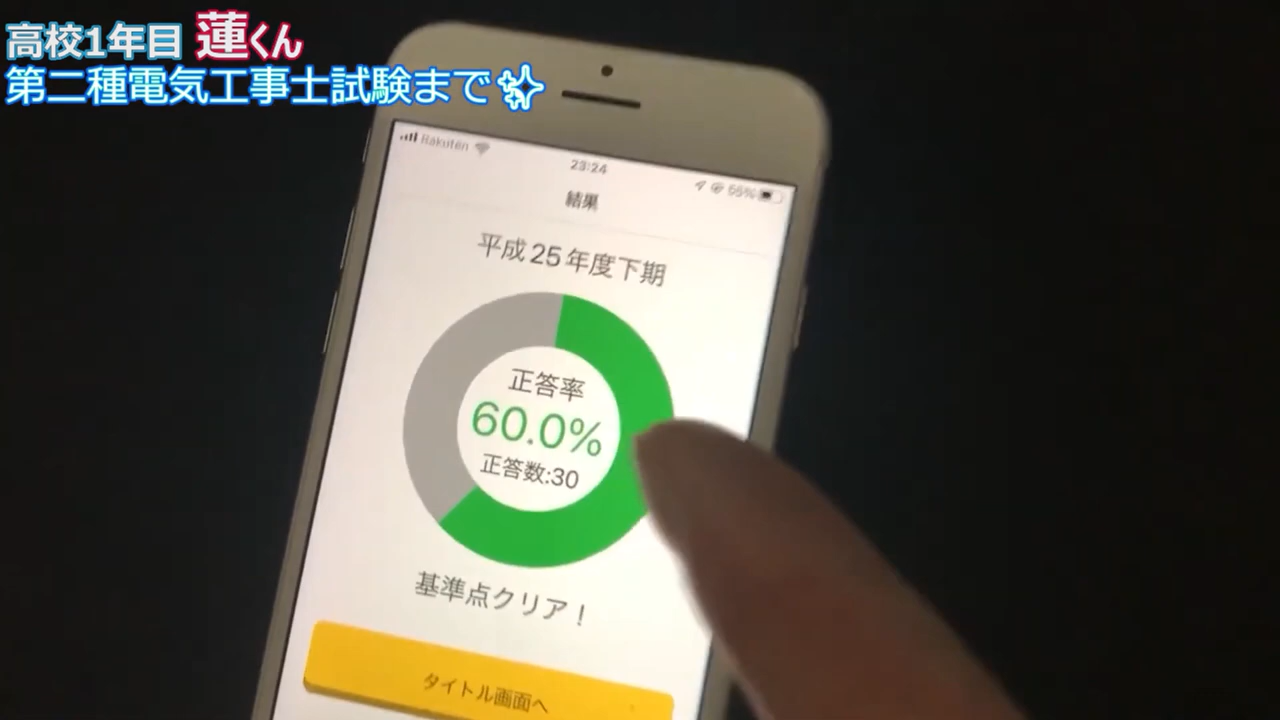 高校1年目 蓮くん
第二種電気工事士試験まで
Rakuten
23:24
55%
結果
平成25年度下期
正答率
60.0%
正答数:30
基準点クリア!
タイトル画面へ